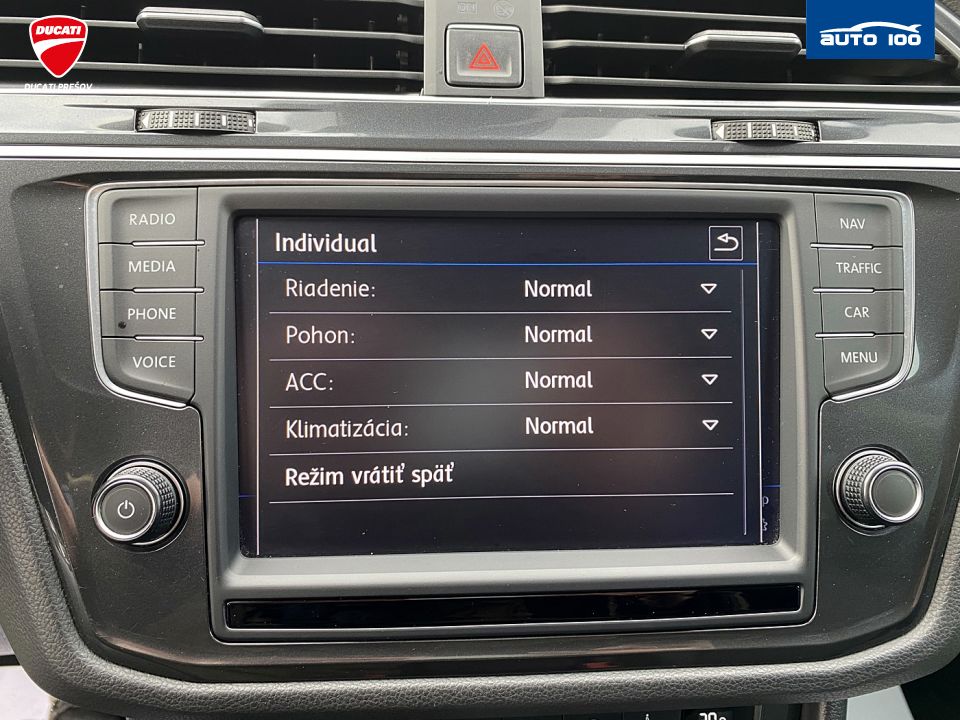 DUCATI
DUCATI PREŠOV
AUTO 100
RADIO
MEDIA
PHONE
VOICE
Individual
Riadenie: Normal
Pohon: Normal
ACC: Normal
Klimatizácia: Normal
Režim vrátiť späť
NAV
TRAFFIC
CAR
MENU